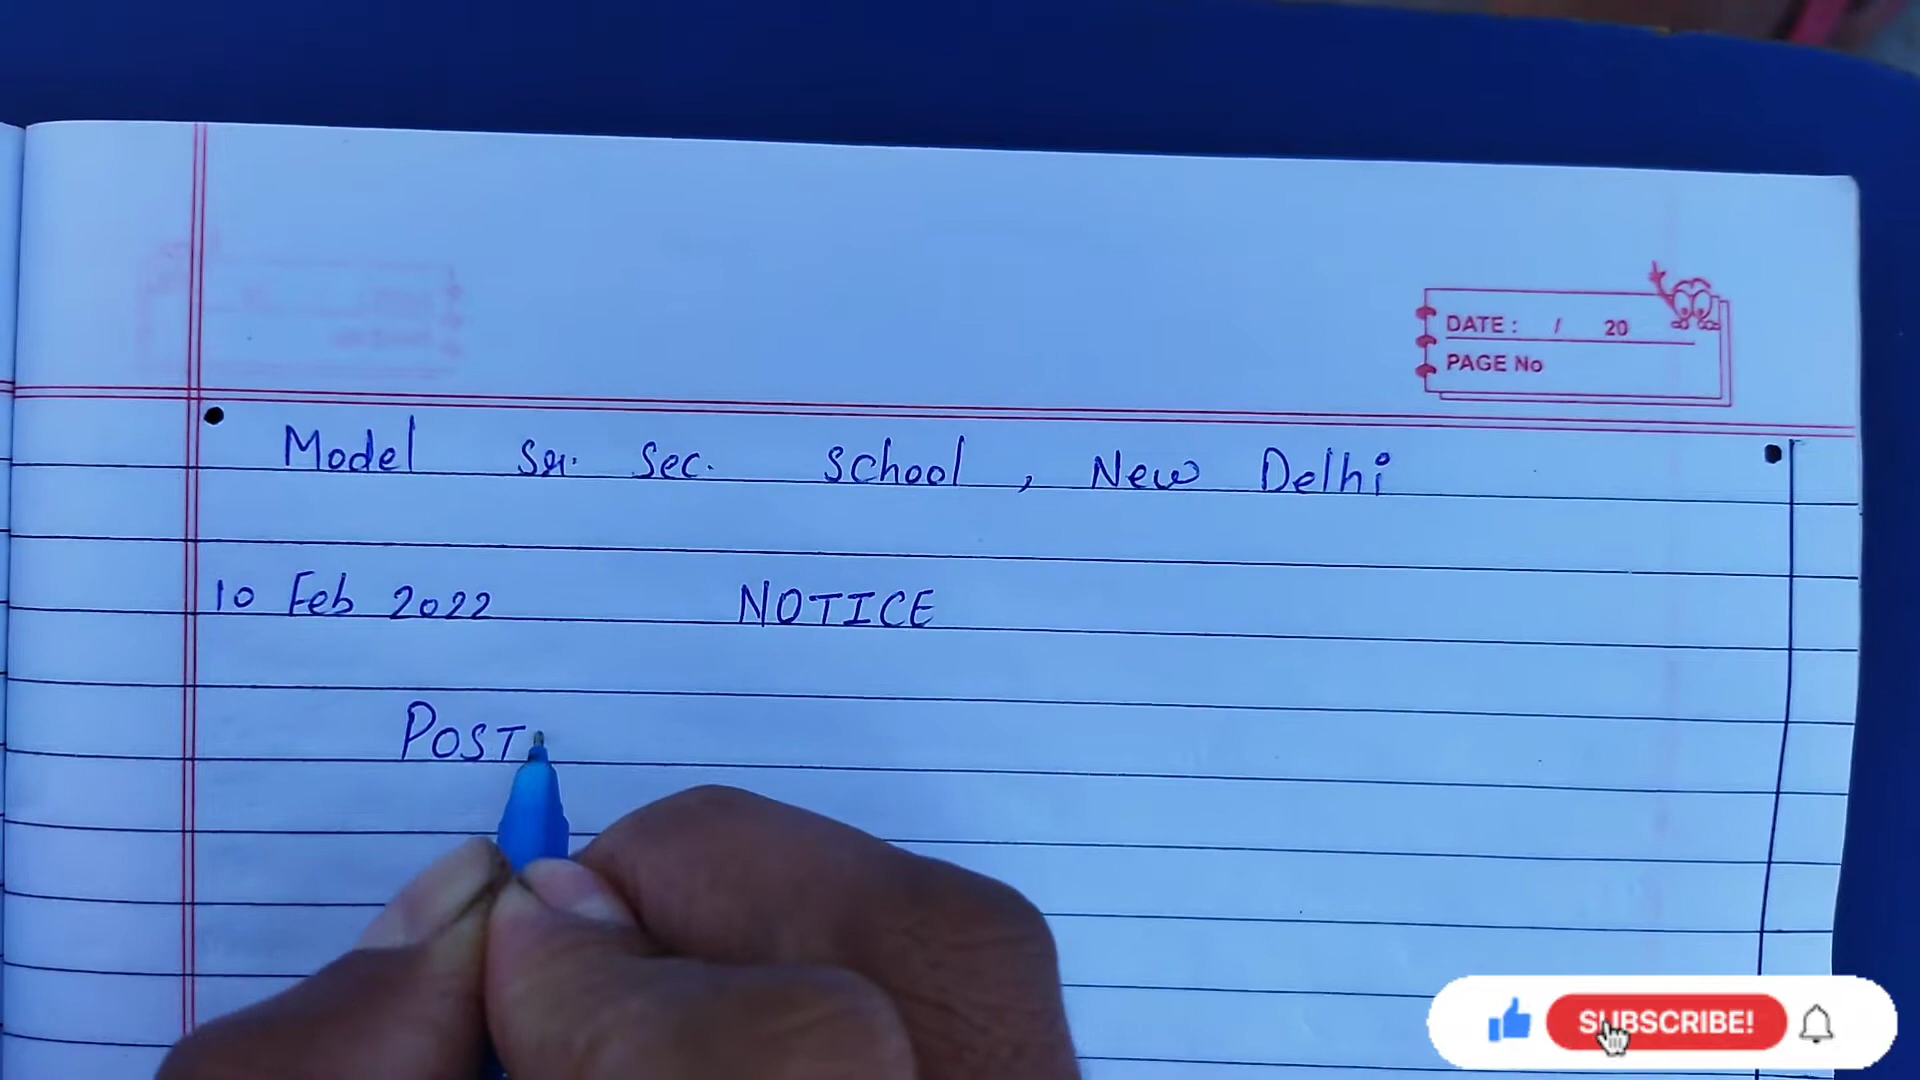 DATE : / 20
PAGE No
Model Sr. Sec. School, New Delhi
10 Feb 2022 NOTICE
POST
SUBSCRIBE!